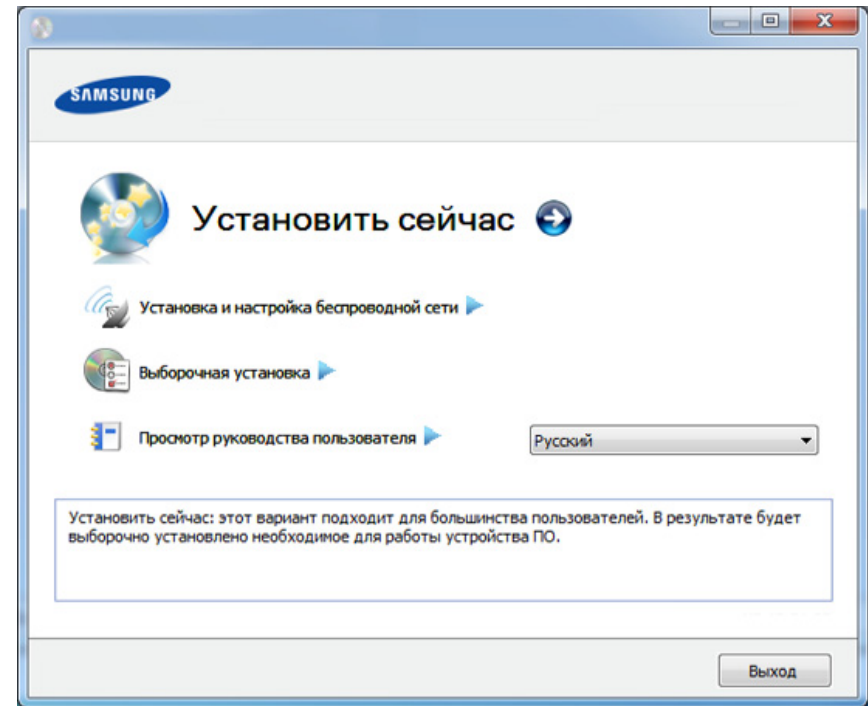 SAMSUNG
Установить сейчас
Установка и настройка беспроводной сети
Выборочная установка
Просмотр руководства пользователя
Русский
Установить сейчас: этот вариант подходит для большинства пользователей. В результате будет
выборочно установлено необходимое для работы устройства ПО.
Выход